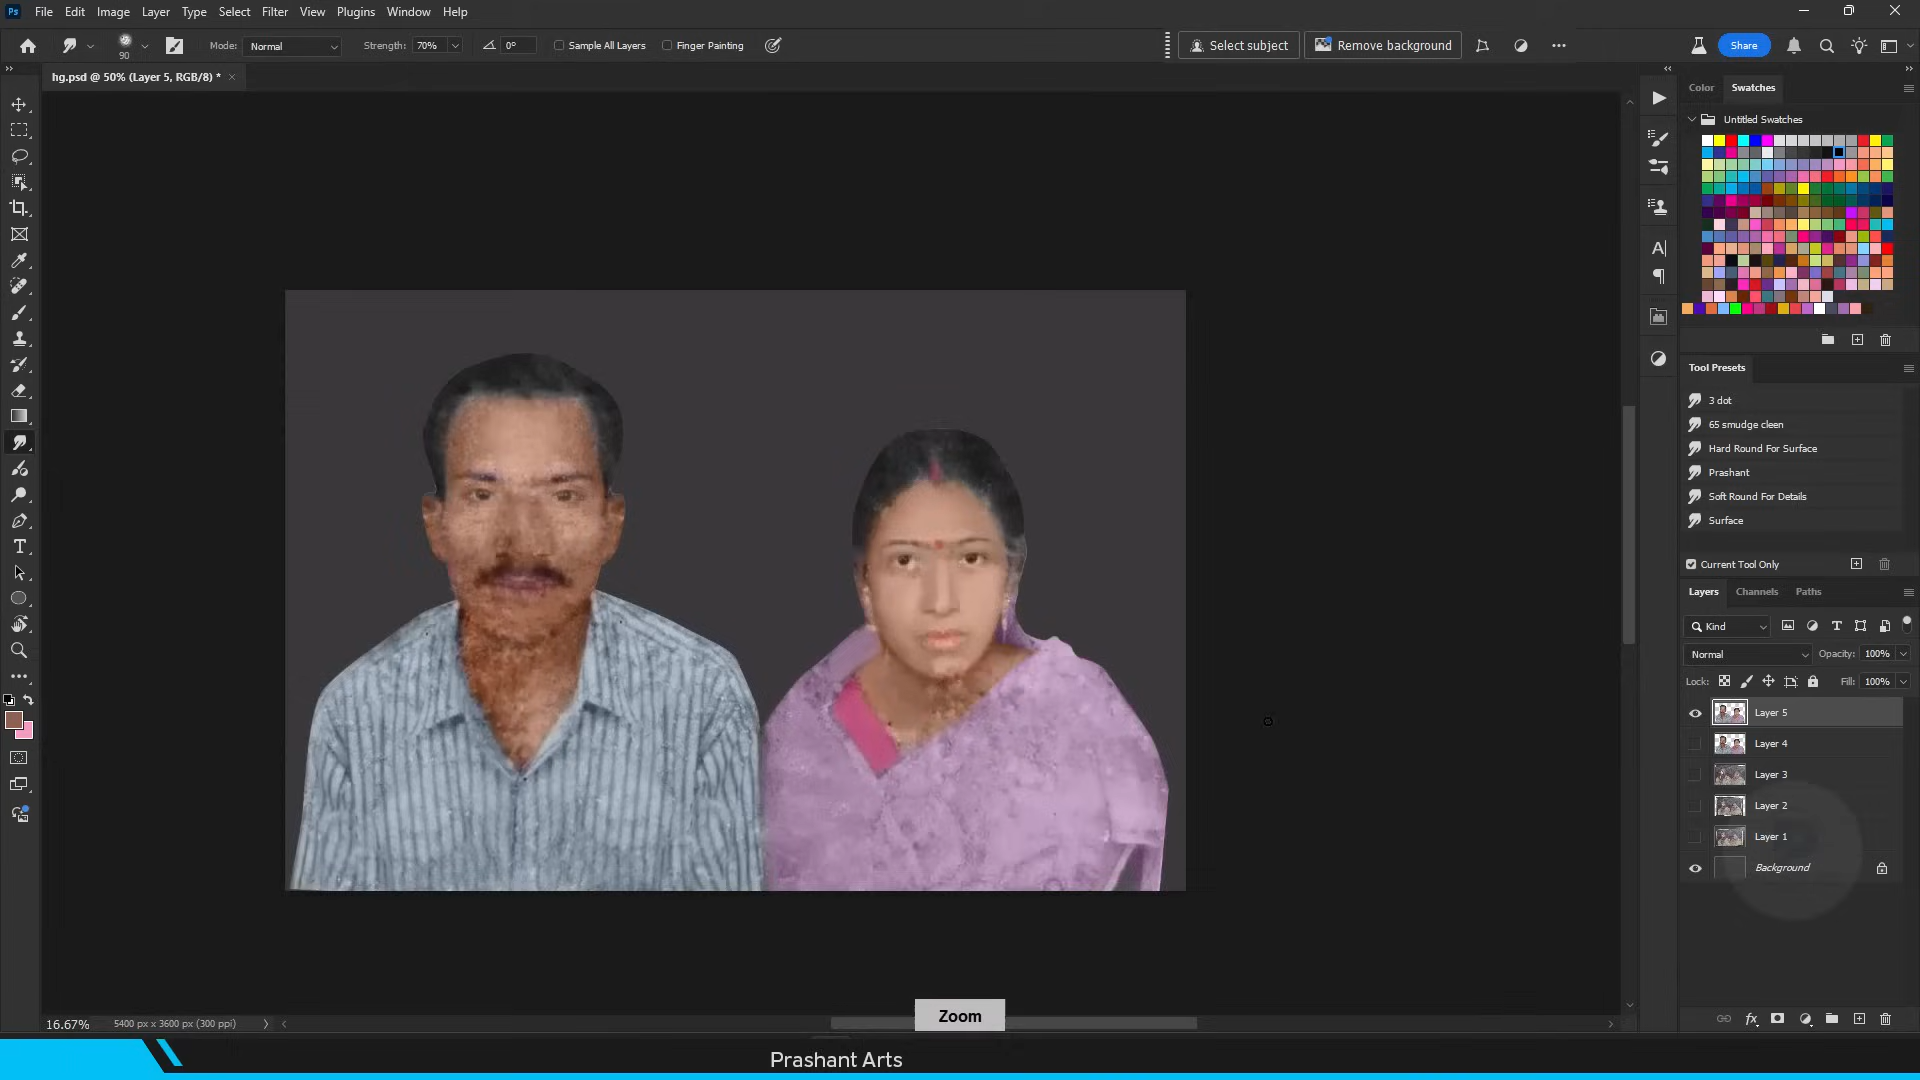 Ps File Edit Image Layer Type Select Filter 3D View Plugins Window Help
90 Mode: Normal Strength: 70% 0° Sample All Layers Finger Painting Select subject Remove background Share
hg.psd @ 50% (Layer 5, RGB/8) *
Color Swatches
Untitled Swatches
Tool Presets
3 dot
65 smudge cleen
Hard Round For Surface
Prashant
Soft Round For Details
Surface
Current Tool Only
Layers Channels Paths
Kind
Normal Opacity: 100%
Lock: Fill: 100%
Layer 5
Layer 4
Layer 3
Layer 2
Layer 1
Background
Zoom
16.67% 5400 px x 3600 px (300 ppi)
Prashant Arts